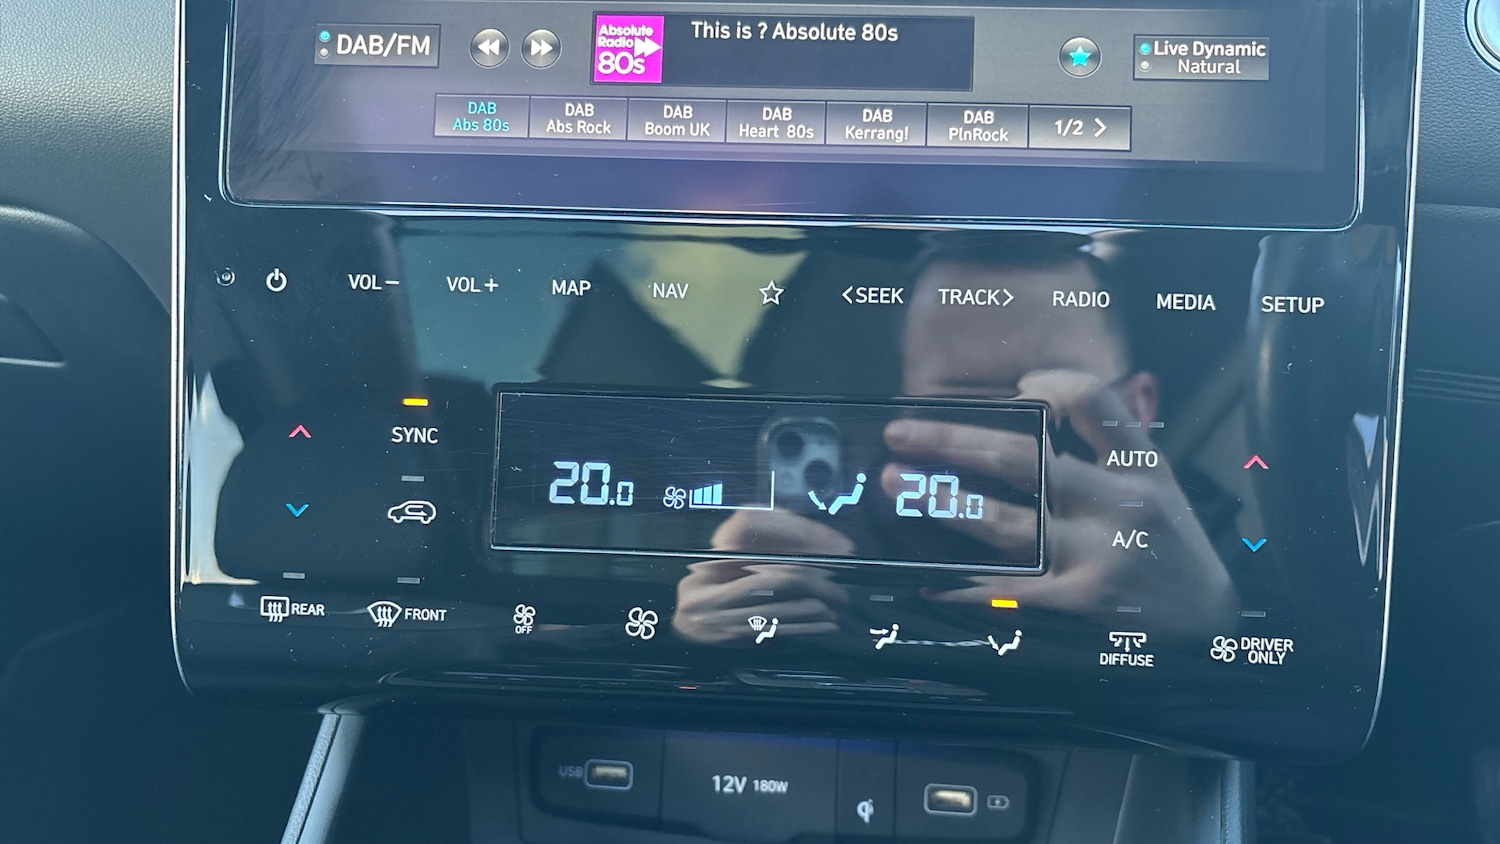 DAB/FM
Absolute
Radio
80s
This is ? Absolute 80s
Live Dynamic
Natural
DAB
Abs 80s
DAB
Abs Rock
DAB
Boom UK
DAB
Heart 80s
DAB
Kerrang!
DAB
PlnRock
1/2 >
VOL−
VOL+
MAP
NAV
<SEEK
TRACK>
RADIO
MEDIA
SETUP
SYNC
20.0
20.0
AUTO
A/C
REAR
FRONT
OFF
DIFFUSE
DRIVER
ONLY
USB
12V 180W